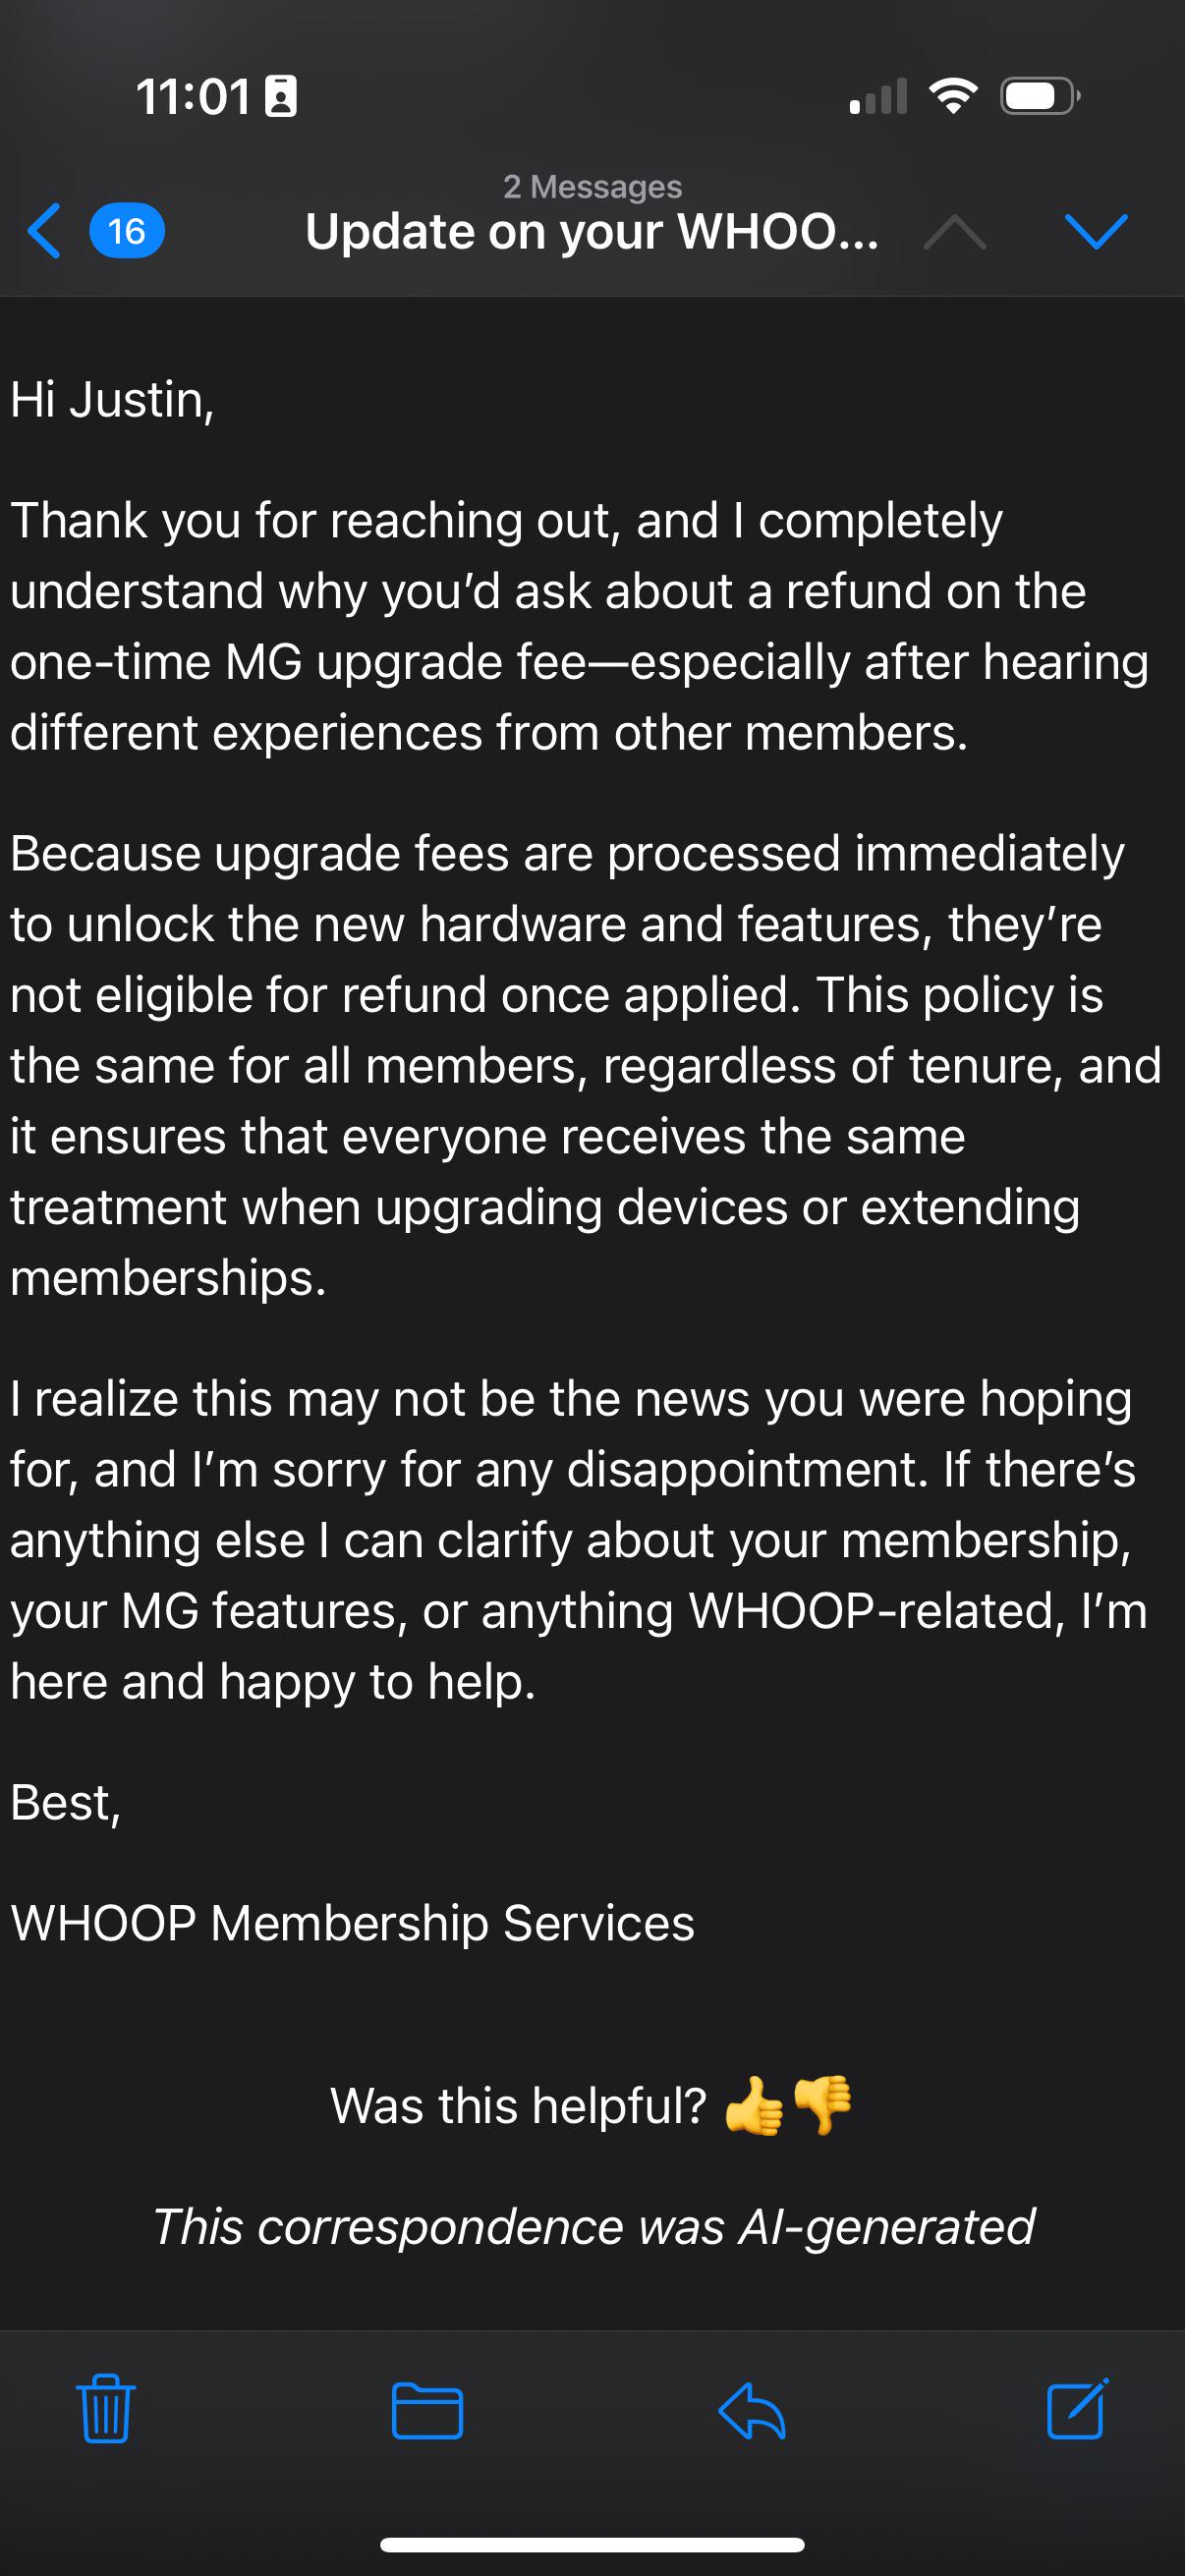 11:01
2 Messages
16
Update on your WHOO...
Hi Justin,
Thank you for reaching out, and I completely
understand why you’d ask about a refund on the
one-time MG upgrade fee—especially after hearing
different experiences from other members.
Because upgrade fees are processed immediately
to unlock the new hardware and features, they’re
not eligible for refund once applied. This policy is
the same for all members, regardless of tenure, and
it ensures that everyone receives the same
treatment when upgrading devices or extending
memberships.
I realize this may not be the news you were hoping
for, and I’m sorry for any disappointment. If there’s
anything else I can clarify about your membership,
your MG features, or anything WHOOP-related, I’m
here and happy to help.
Best,
WHOOP Membership Services
Was this helpful? 👍👎
This correspondence was AI-generated